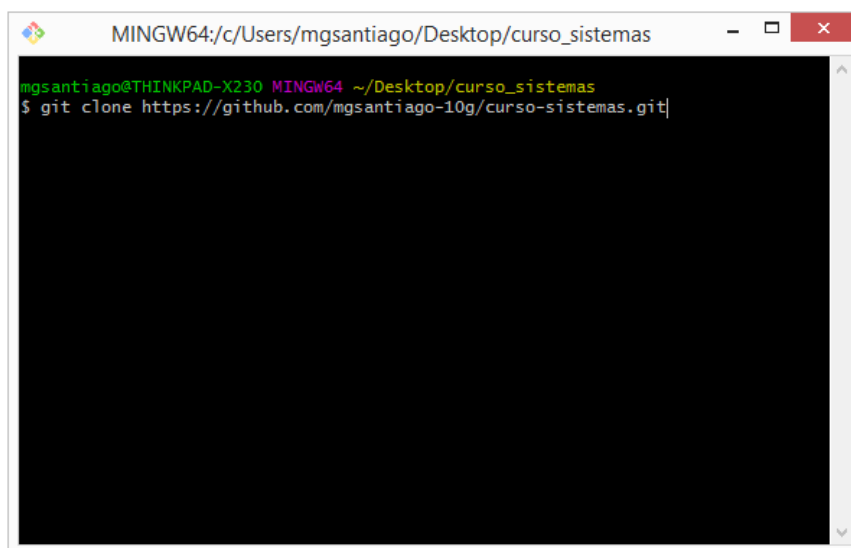 MINGW64:/c/Users/mgsantiago/Desktop/curso_sistemas
mgsantiago@THINKPAD-X230 MINGW64 ~/Desktop/curso_sistemas
$ git clone https://github.com/mgsantiago-10g/curso-sistemas.git